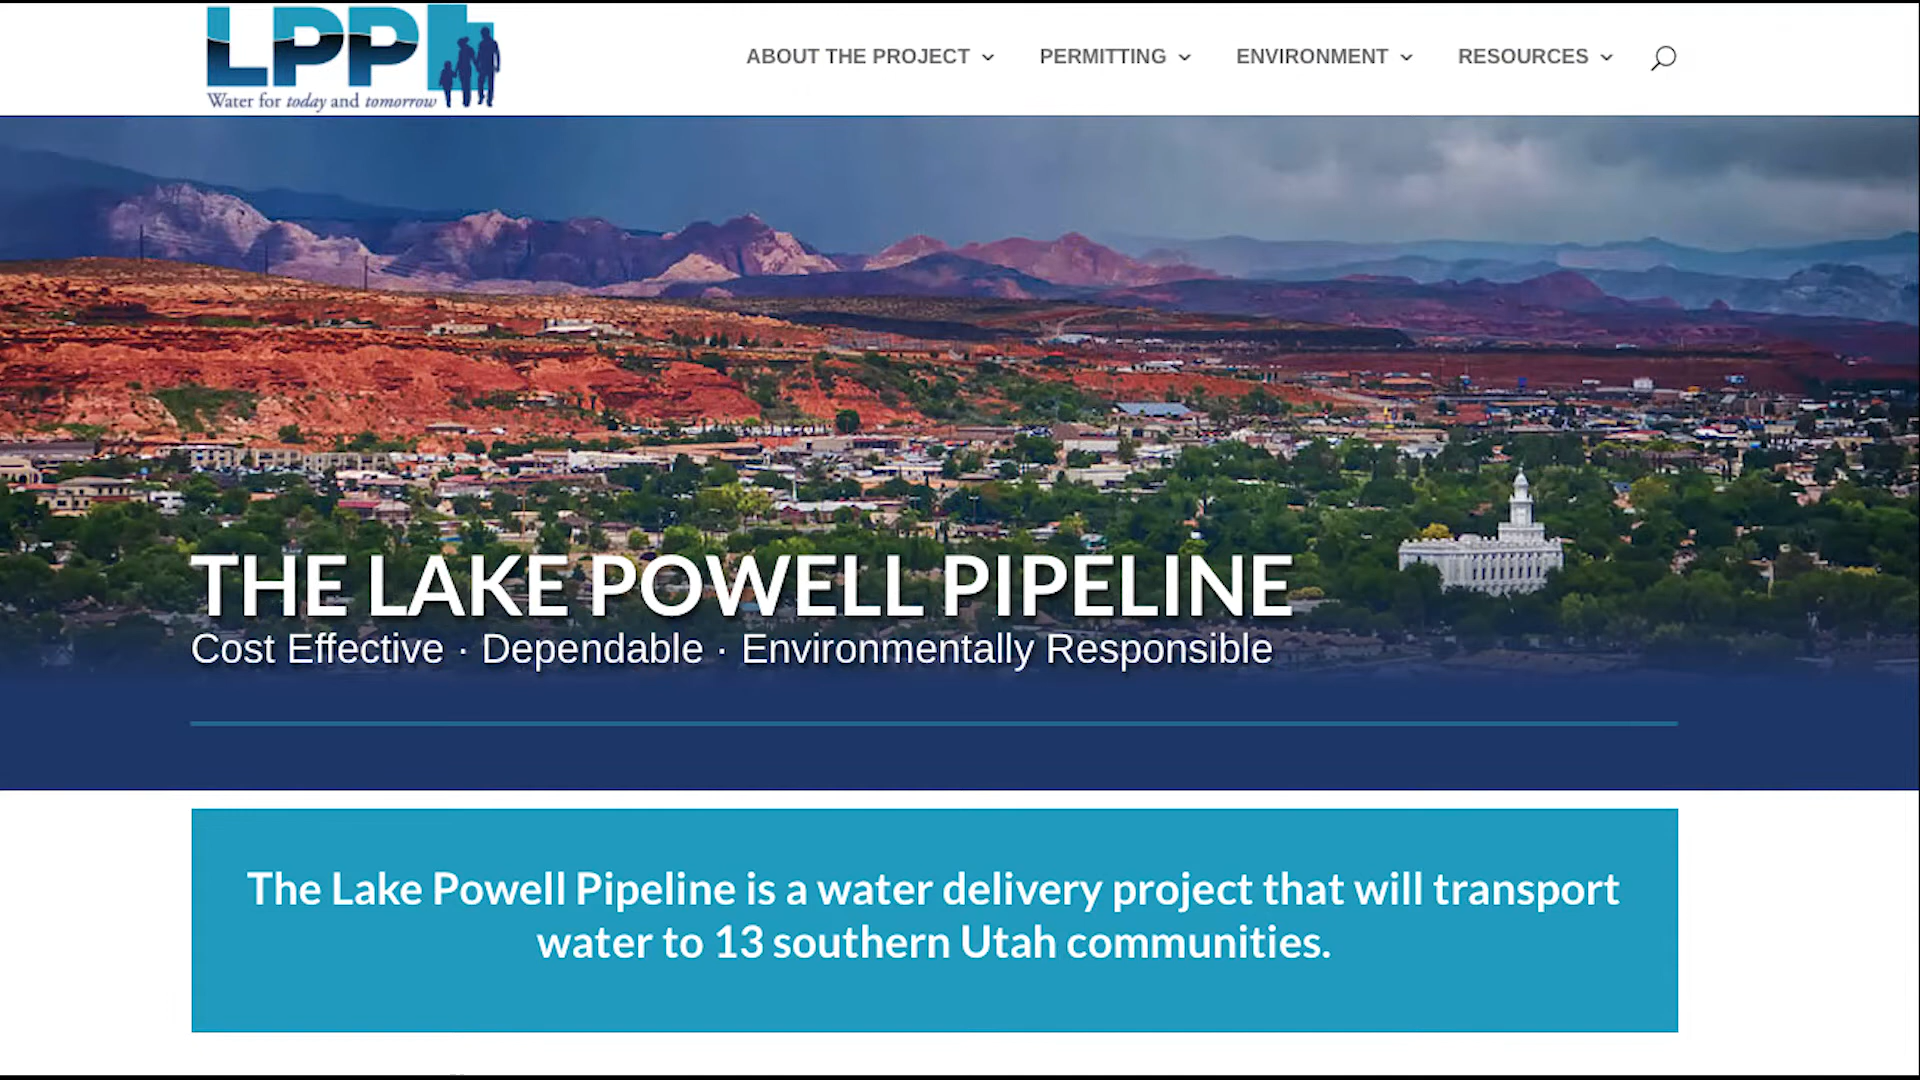 LPP
Water for today and tomorrow
ABOUT THE PROJECT
PERMITTING
ENVIRONMENT
RESOURCES
THE LAKE POWELL PIPELINE
Cost Effective · Dependable · Environmentally Responsible
The Lake Powell Pipeline is a water delivery project that will transport
water to 13 southern Utah communities.